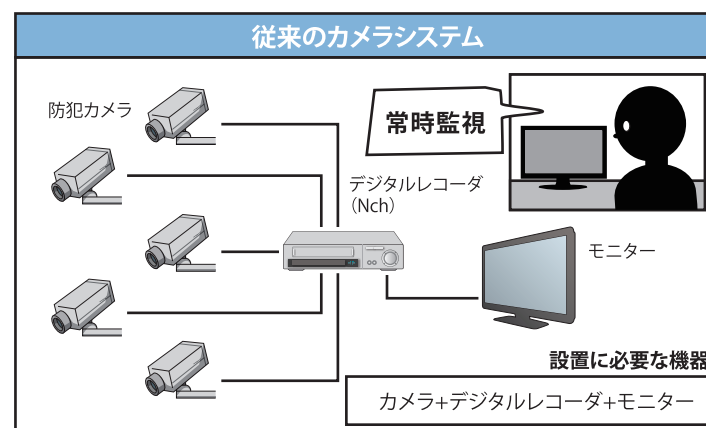 従来のカメラシステム
防犯カメラ
常時監視
デジタルレコーダ
（Nch）
モニター
設置に必要な機器
カメラ+デジタルレコーダ+モニター